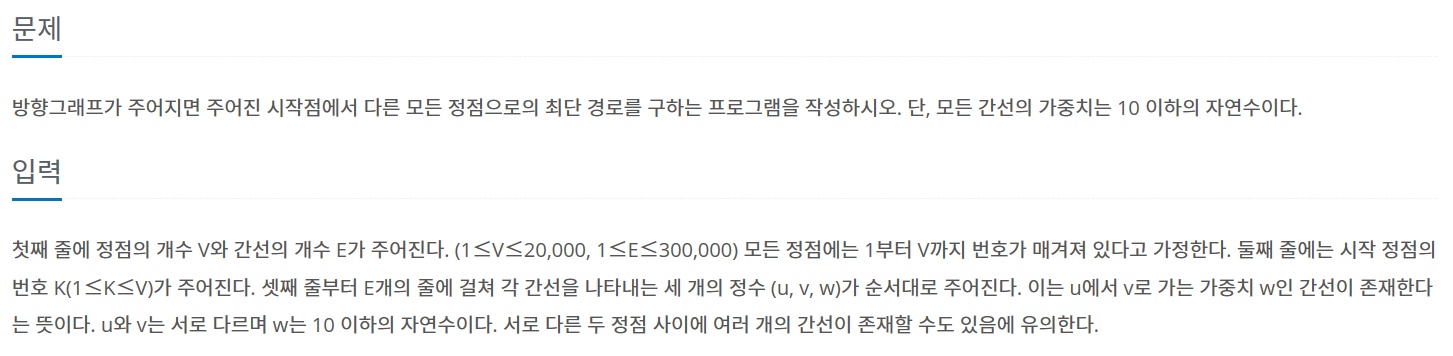 문제
방향그래프가 주어지면 주어진 시작점에서 다른 모든 정점으로의 최단 경로를 구하는 프로그램을 작성하시오. 단, 모든 간선의 가중치는 10 이하의 자연수이다.
입력
첫째 줄에 정점의 개수 V와 간선의 개수 E가 주어진다. (1≤V≤20,000, 1≤E≤300,000) 모든 정점에는 1부터 V까지 번호가 매겨져 있다고 가정한다. 둘째 줄에는 시작 정점의
번호 K(1≤K≤V)가 주어진다. 셋째 줄부터 E개의 줄에 걸쳐 각 간선을 나타내는 세 개의 정수 (u, v, w)가 순서대로 주어진다. 이는 u에서 v로 가는 가중치 w인 간선이 존재한다
는 뜻이다. u와 v는 서로 다르며 w는 10 이하의 자연수이다. 서로 다른 두 정점 사이에 여러 개의 간선이 존재할 수도 있음에 유의한다.